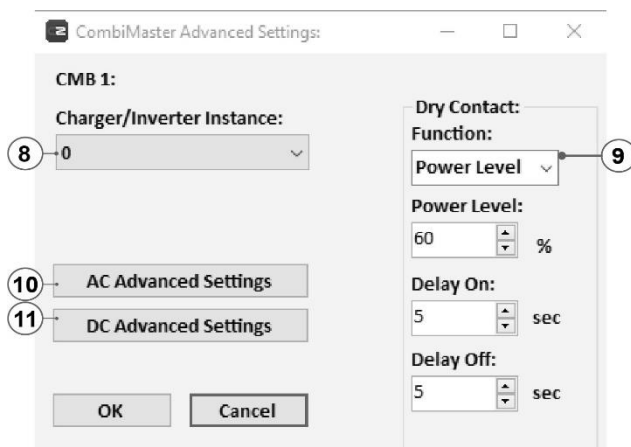 CombiMaster Advanced Settings:
CMB 1:
Charger/Inverter Instance:
8
0
10
AC Advanced Settings
11
DC Advanced Settings
OK
Cancel
Dry Contact:
Function:
Power Level
9
Power Level:
60
%
Delay On:
5
sec
Delay Off:
5
sec